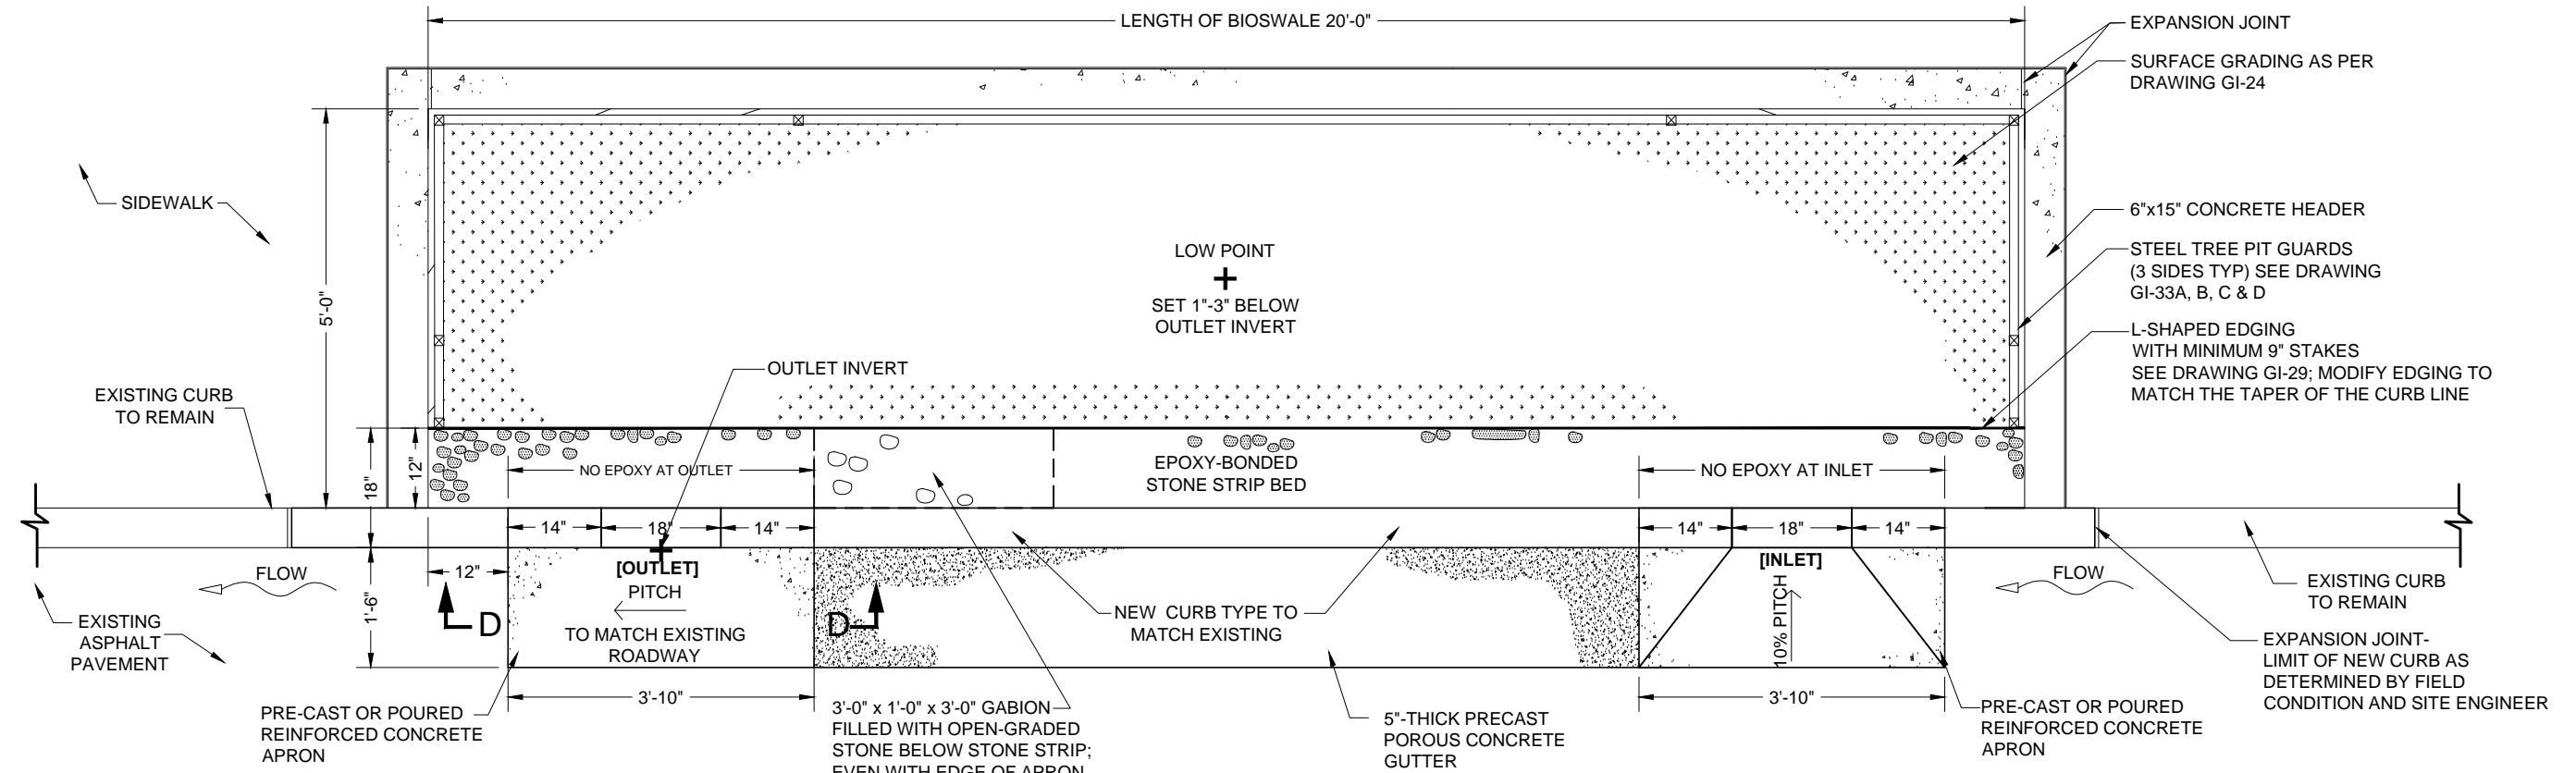 LENGTH OF BIOSWALE 20'-0"
EXPANSION JOINT
SURFACE GRADING AS PER
DRAWING GI-24
SIDEWALK
6"x15" CONCRETE HEADER
STEEL TREE PIT GUARDS
(3 SIDES TYP) SEE DRAWING
GI-33A, B, C & D
LOW POINT
SET 1"-3" BELOW
OUTLET INVERT
5'-0"
L-SHAPED EDGING
WITH MINIMUM 9" STAKES
SEE DRAWING GI-29; MODIFY EDGING TO
MATCH THE TAPER OF THE CURB LINE
OUTLET INVERT
EXISTING CURB
TO REMAIN
18"
12"
NO EPOXY AT OUTLET
EPOXY-BONDED
STONE STRIP BED
NO EPOXY AT INLET
14"
18"
14"
14"
18"
14"
FLOW
12"
1'-6"
[OUTLET]
PITCH
TO MATCH EXISTING
ROADWAY
D
D
NEW CURB TYPE TO
MATCH EXISTING
[INLET]
10% PITCH
FLOW
EXISTING CURB
TO REMAIN
EXISTING
ASPHALT
PAVEMENT
EXPANSION JOINT-
LIMIT OF NEW CURB AS
DETERMINED BY FIELD
CONDITION AND SITE ENGINEER
3'-10"
3'-10"
PRE-CAST OR POURED
REINFORCED CONCRETE
APRON
3'-0" x 1'-0" x 3'-0" GABION
FILLED WITH OPEN-GRADED
STONE BELOW STONE STRIP;
EVEN WITH EDGE OF APRON
5"-THICK PRECAST
POROUS CONCRETE
GUTTER
PRE-CAST OR POURED
REINFORCED CONCRETE
APRON